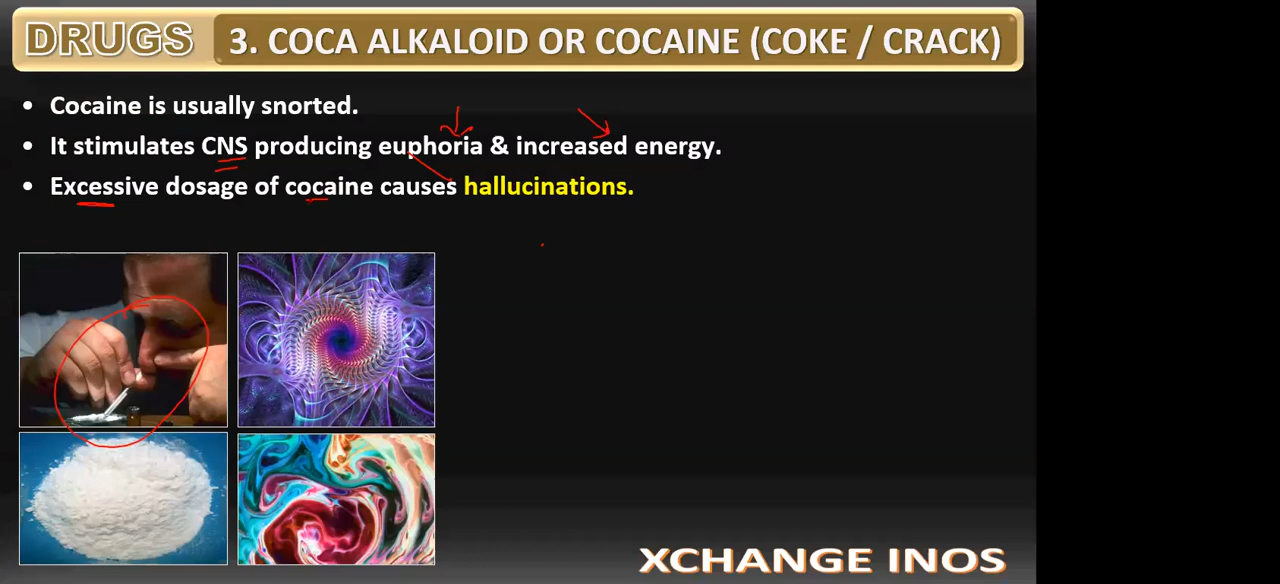 DRUGS 3. COCA ALKALOID OR COCAINE (COKE / CRACK)
• Cocaine is usually snorted.
• It stimulates CNS producing euphoria & increased energy.
• Excessive dosage of cocaine causes hallucinations.
XCHANGE INOS